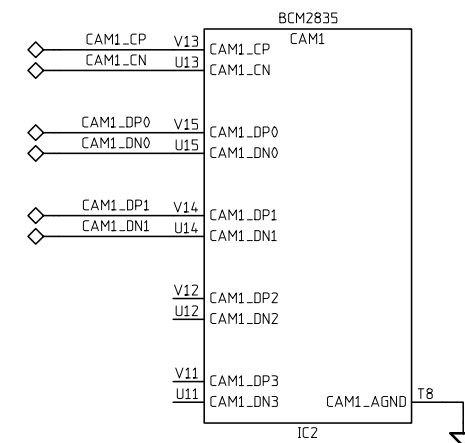 BCM2835
CAM1
CAM1_CP V13 CAM1_CP
CAM1_CN U13 CAM1_CN
CAM1_DP0 V15 CAM1_DP0
CAM1_DN0 U15 CAM1_DN0
CAM1_DP1 V14 CAM1_DP1
CAM1_DN1 U14 CAM1_DN1
V12 CAM1_DP2
U12 CAM1_DN2
V11 CAM1_DP3
U11 CAM1_DN3 CAM1_AGND T8
IC2